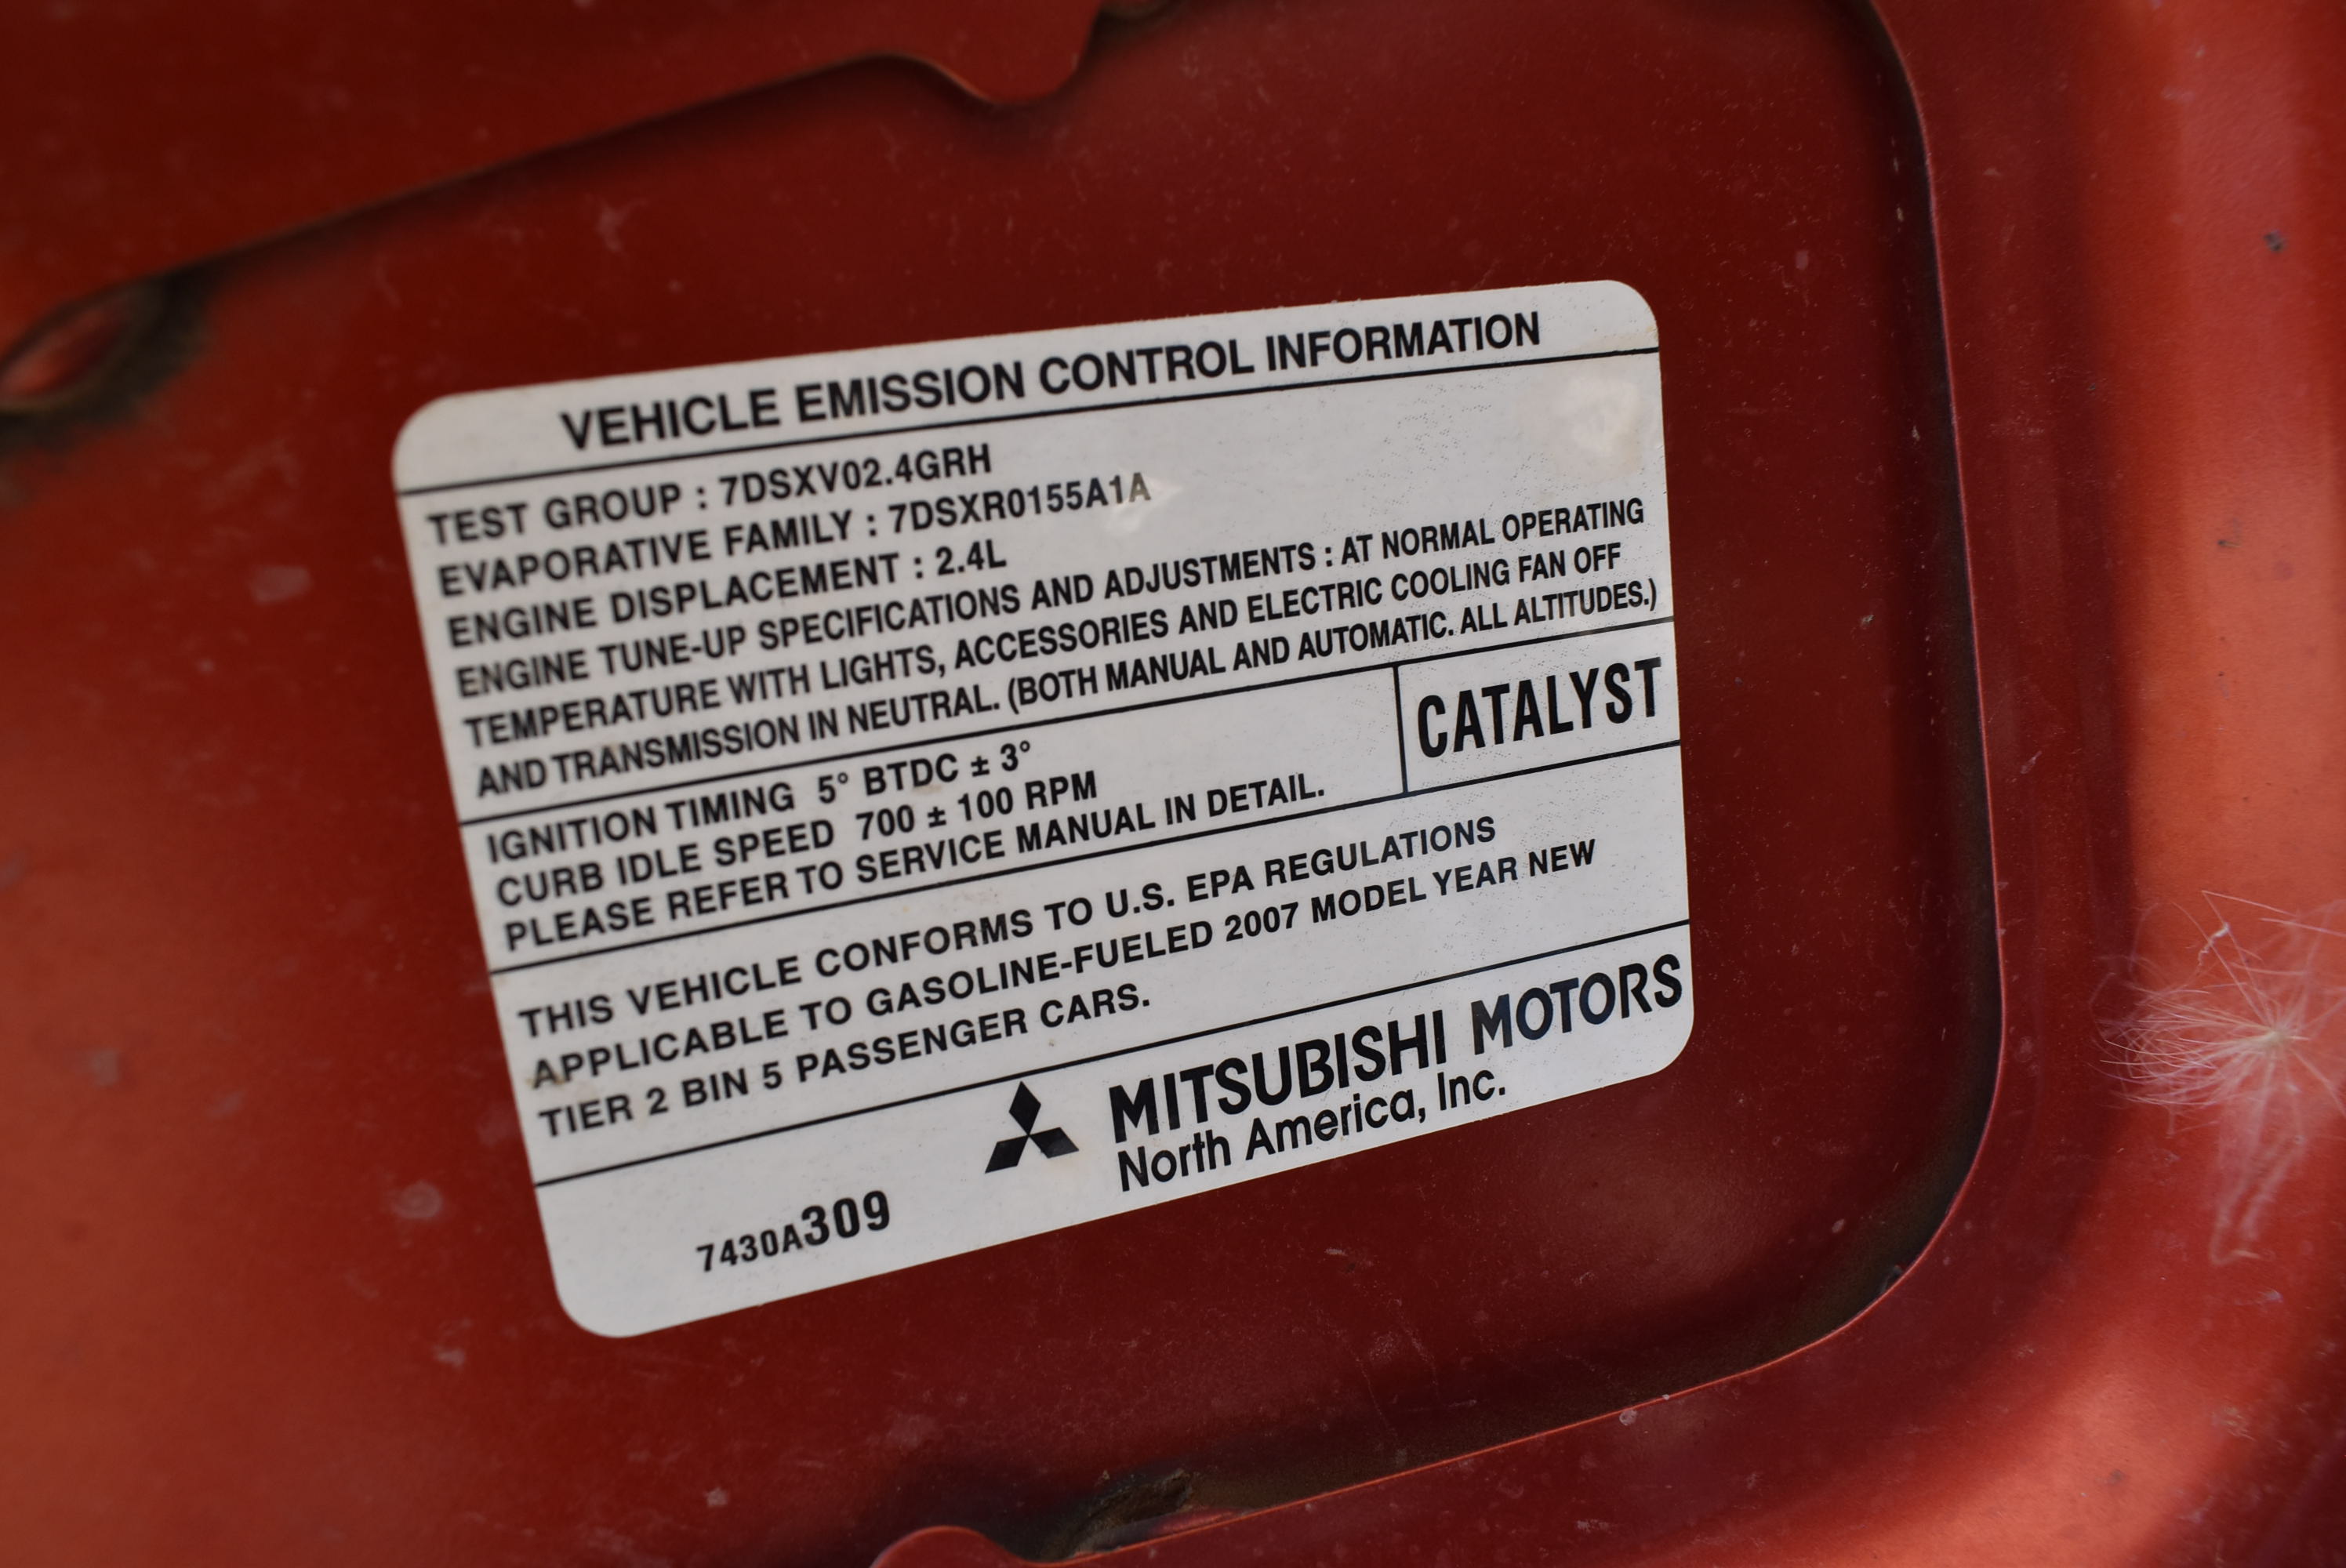 VEHICLE EMISSION CONTROL INFORMATION
TEST GROUP : 7DSXV02.4GRH
EVAPORATIVE FAMILY : 7DSXR0155A1A
ENGINE DISPLACEMENT : 2.4L
ENGINE TUNE-UP SPECIFICATIONS AND ADJUSTMENTS : AT NORMAL OPERATING
TEMPERATURE WITH LIGHTS, ACCESSORIES AND ELECTRIC COOLING FAN OFF
AND TRANSMISSION IN NEUTRAL. (BOTH MANUAL AND AUTOMATIC. ALL ALTITUDES.)
IGNITION TIMING 5° BTDC ± 3°
CURB IDLE SPEED 700 ± 100 RPM
PLEASE REFER TO SERVICE MANUAL IN DETAIL.
CATALYST
THIS VEHICLE CONFORMS TO U.S. EPA REGULATIONS
APPLICABLE TO GASOLINE-FUELED 2007 MODEL YEAR NEW
TIER 2 BIN 5 PASSENGER CARS.
7430A309
MITSUBISHI MOTORS
North America, Inc.